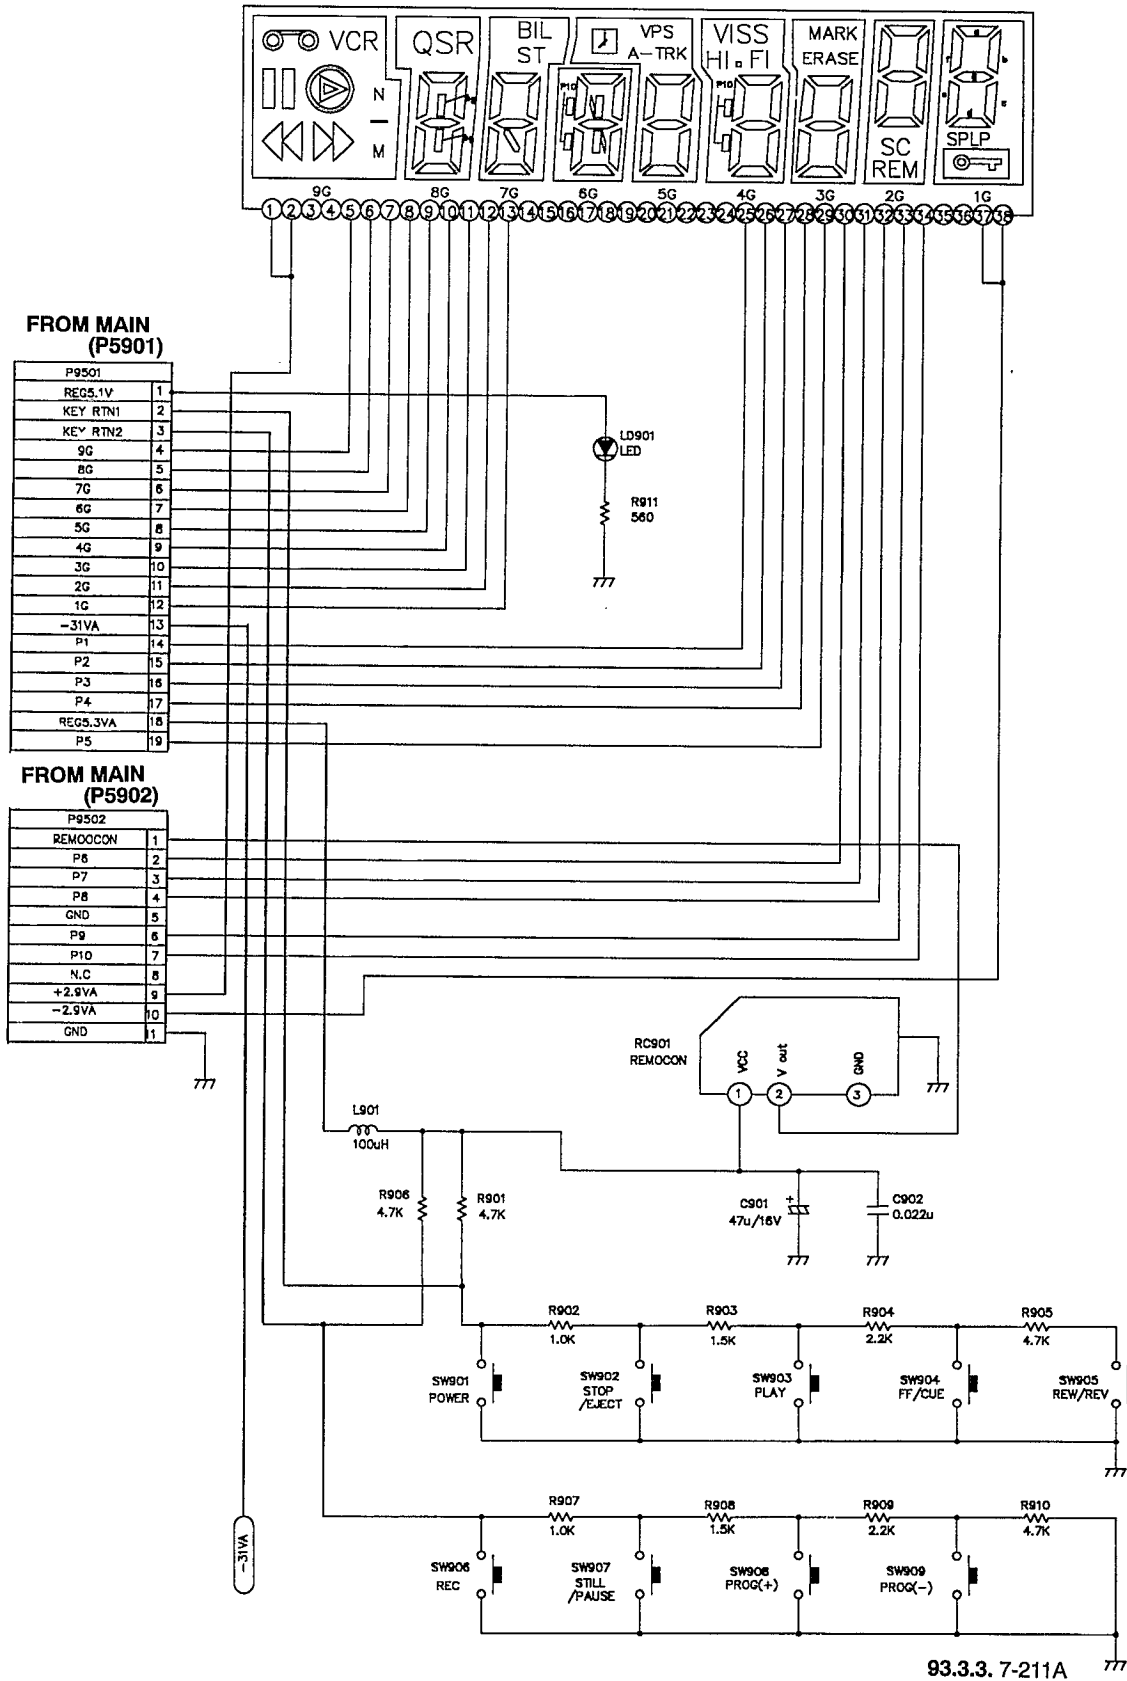 VCR QSR BIL VPS VISS MARK
ST A-TRK HI.FI ERASE
P10 P10
N
M
SC SPLP
REM
9G 8G 7G 6G 5G 4G 3G 2G 1G
1 2 3 4 5 6 7 8 9 10 11 12 13 14 15 16 17 18 19 20 21 22 23 24 25 26 27 28 29 30 31 32 33 34 35 36 37 38
FROM MAIN
(P5901)
P9501
REG5.1V 1
KEY RTN1 2
KEY RTN2 3
9G 4
8G 5
7G 6
6G 7
5G 8
4G 9
3G 10
2G 11
1G 12
-31VA 13
P1 14
P2 15
P3 16
P4 17
REG5.3VA 18
P5 19
LD901
LED
R911
560
FROM MAIN
(P5902)
P9502
REMOOCON 1
P6 2
P7 3
P8 4
GND 5
P9 6
P10 7
N.C 8
+2.9VA 9
-2.9VA 10
GND 11
RC901
REMOCON
VCC V out GND
1 2 3
L901
100uH
R906
4.7K
R901
4.7K
C901
+
47u/16V
C902
0.022u
R902 R903 R904 R905
1.0K 1.5K 2.2K 4.7K
SW901
POWER
SW902
STOP
/EJECT
SW903
PLAY
SW904
FF/CUE
SW905
REW/REV
R907 R908 R909 R910
1.0K 1.5K 2.2K 4.7K
-31VA
SW906
REC
SW907
STILL
/PAUSE
SW908
PROG(+)
SW909
PROG(-)
93.3.3. 7-211A